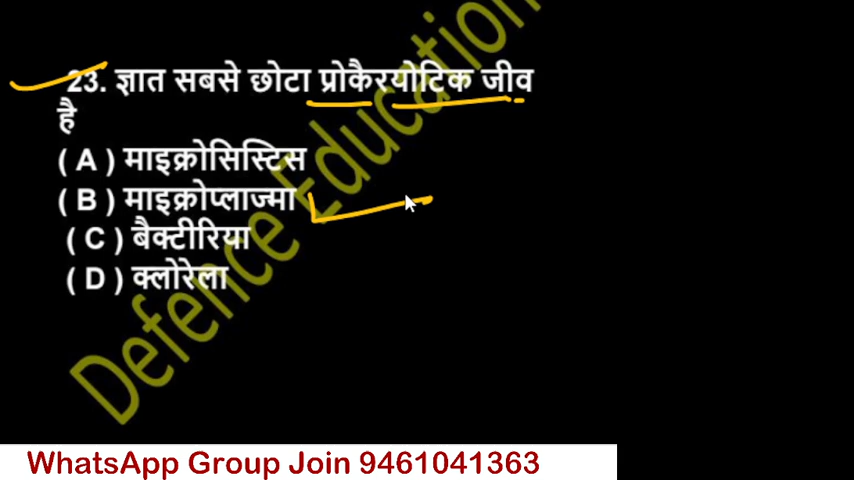 23. ज्ञात सबसे छोटा प्रोकैरयोटिक जीव
है
( A ) माइक्रोसिस्टिस
( B ) माइक्रोप्लाज्मा
( C ) बैक्टीरिया
( D ) क्लोरेला
Defence Education
WhatsApp Group Join 9461041363